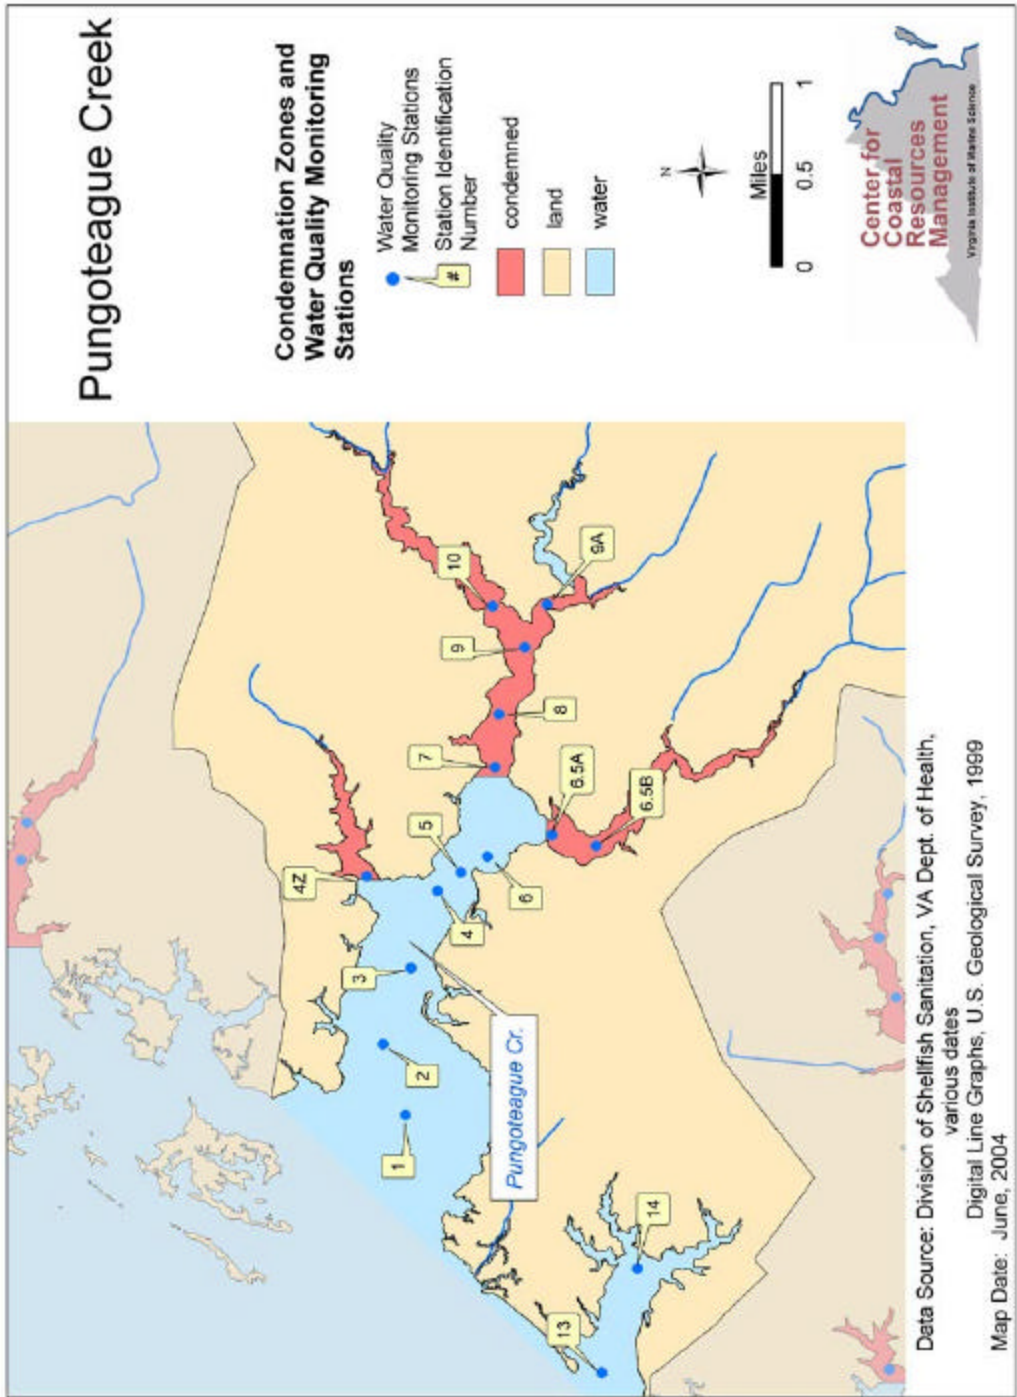 Pungoteague Creek
Condemnation Zones and
Water Quality Monitoring
Stations
Water Quality
Monitoring Stations
#
Station Identification
Number
condemned
land
water
N
Miles
0
0.5
1
Center for
Coastal
Resources
Management
Virginia Institute of Marine Science
10
9
9A
8
7
6.5A
6.5B
5
4Z
6
4
3
2
1
Pungoteague Cr.
14
13
Data Source: Division of Shellfish Sanitation, VA Dept. of Health,
various dates
Digital Line Graphs, U.S. Geological Survey, 1999
Map Date: June, 2004